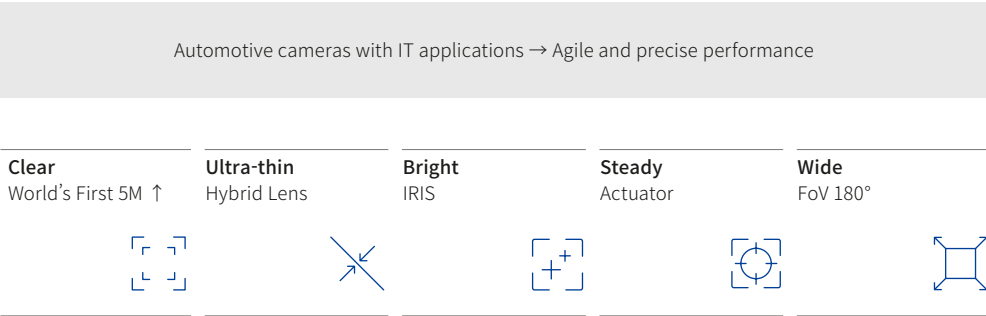 Automotive cameras with IT applications → Agile and precise performance
Clear
World's First 5M ↑
Ultra-thin
Hybrid Lens
Bright
IRIS
Steady
Actuator
Wide
FoV 180°